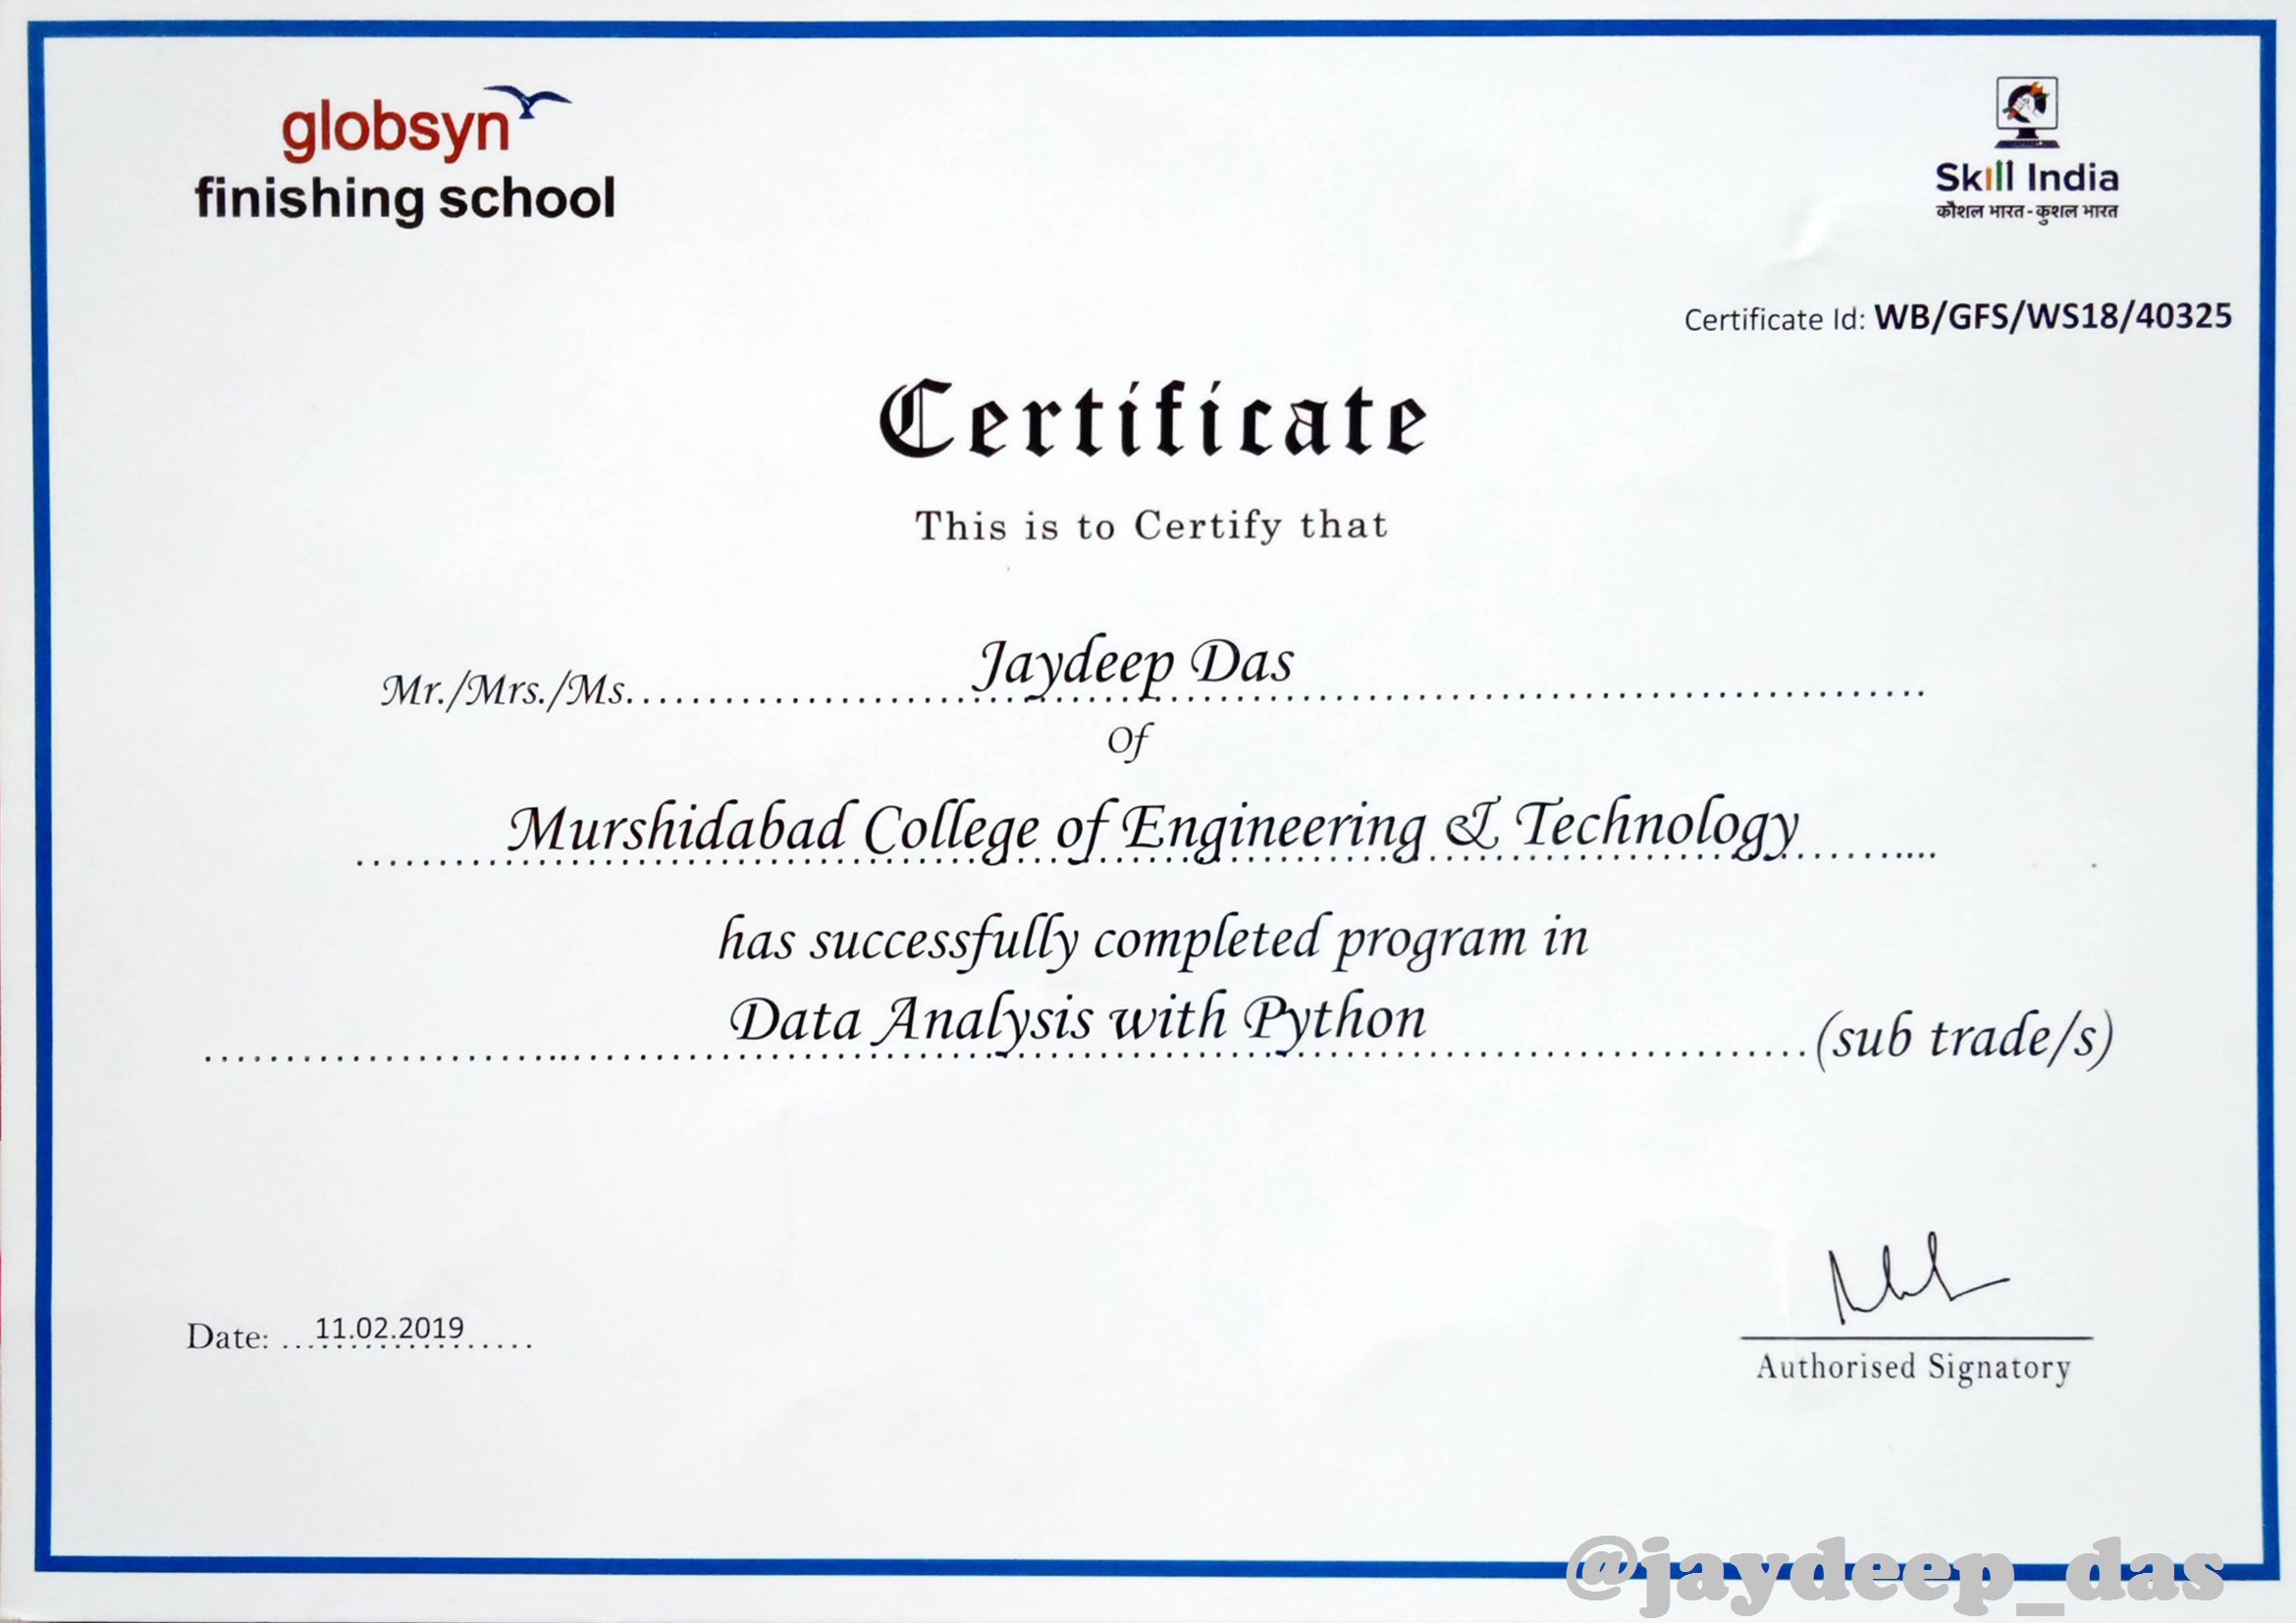 globsyn
finishing school
Skill India
कौशल भारत - कुशल भारत
Certificate Id: WB/GFS/WS18/40325
Certificate
This is to Certify that
Mr./Mrs./Ms. Jaydeep Das
Of
Murshidabad College of Engineering & Technology
has successfully completed program in
Data Analysis with Python (sub trade/s)
Date: 11.02.2019
Authorised Signatory
@jaydeep_das